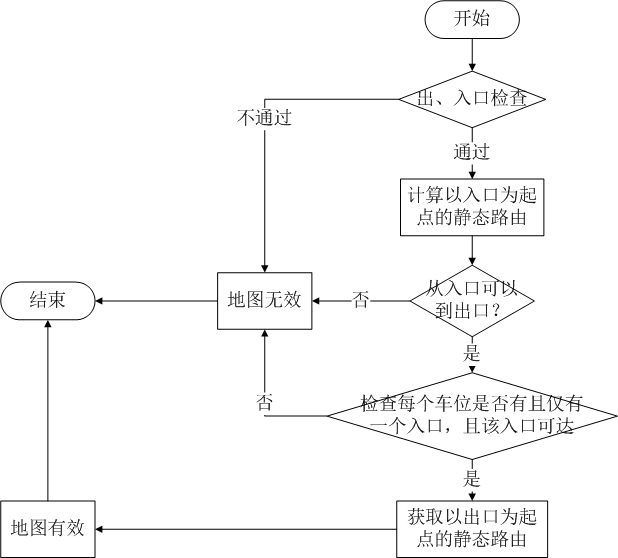 开始
出、入口检查
不通过
通过
计算以入口为起
点的静态路由
从入口可以
到出口？
否
地图无效
结束
是
检查每个车位是否有且仅有
一个入口，且该入口可达
否
是
获取以出口为起
点的静态路由
地图有效